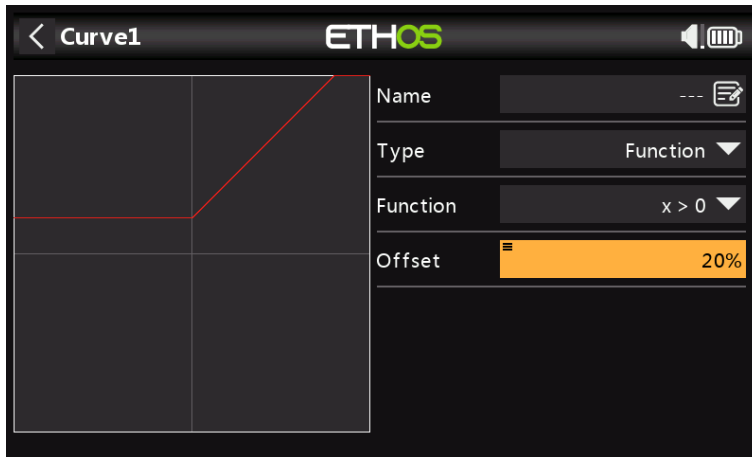 Curve1
ETHOS
Name ---
Type Function
Function x > 0
Offset 20%